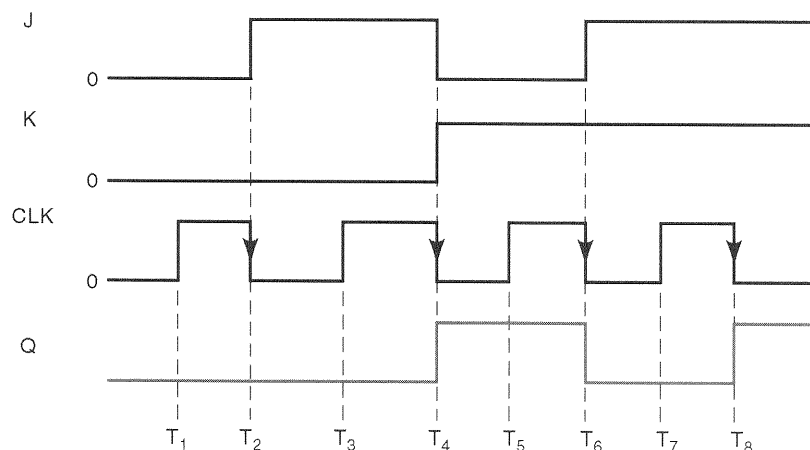 J
0
K
0
CLK
0
Q
T₁ T₂ T₃ T₄ T₅ T₆ T₇ T₈